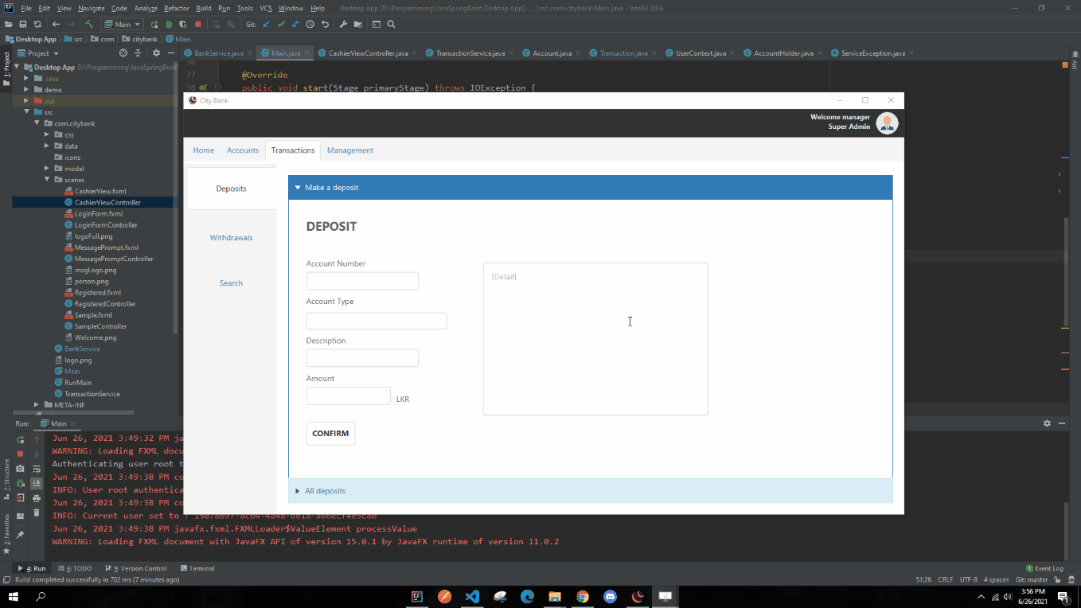 File Edit View Navigate Code Analyze Refactor Build Run Tools VCS Window Help Desktop App [D:\Programming\JavaSpringBoot\Desktop App] - ...\src\com\citybank\Main.java - IntelliJ IDEA
Main Git:
Desktop App src com citybank Main
Project
BankService.java Main.java CashierViewController.java TransactionService.java Account.java Transaction.java UserContext.java AccountHolder.java ServiceException.java
1: Project
Desktop App D:\Programming\JavaSpringBoot
.idea
demo
out
src
com.citybank
css
data
icons
model
scenes
CashierView.fxml
CashierViewController
LoginForm.fxml
LoginFormController
logoFull.png
MessagePrompt.fxml
MessagePromptController
msgLogo.png
person.png
Registered.fxml
RegisteredController
Sample.fxml
SampleController
Welcome.png
BankService
logo.png
Main
RunMain
TransactionService
META-INF
37 @Override
38 public void start(Stage primaryStage) throws IOException {
City Bank
Welcome manager
Super Admin
Home Accounts Transactions Management
Deposits
Withdrawals
Search
Make a deposit
DEPOSIT
Account Number
Account Type
Description
Amount
LKR
CONFIRM
[Detail]
All deposits
Run: Main
Jun 26, 2021 3:49:32 PM ja
WARNING: Loading FXML docu
Authenticating user root t
Jun 26, 2021 3:49:38 PM co
INFO: User root authentica
Jun 26, 2021 3:49:38 PM co
INFO: Current user set to :
Jun 26, 2021 3:49:38 PM javafx.fxml.FXMLLoader$ValueElement processValue
WARNING: Loading FXML document with JavaFX API of version 15.0.1 by JavaFX runtime of version 11.0.2
Z: Structure
2: Favorites
4: Run 6: TODO 9: Version Control Terminal Event Log
Build completed successfully in 702 ms (7 minutes ago) 51:26 CRLF UTF-8 4 spaces Git: master
3:56 PM
6/26/2021